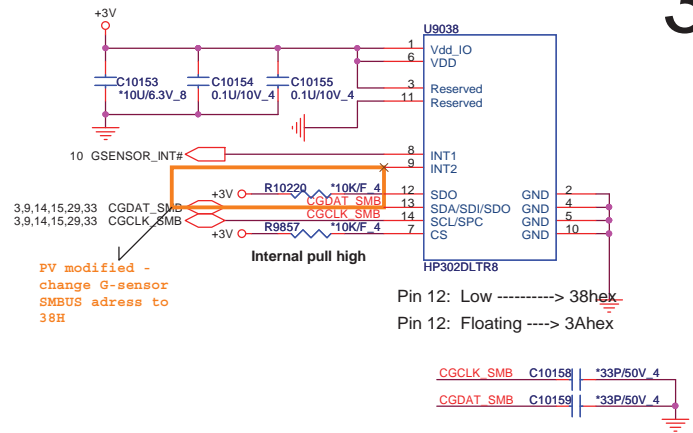 3
+3V
U9038
1
Vdd_IO
6
VDD
C10153
C10154
C10155
*10U/6.3V_8
0.1U/10V_4
0.1U/10V_4
3
Reserved
11
Reserved
10 GSENSOR_INT#
8
INT1
9
INT2
+3V
R10220
*10K/F_4
12
SDO
GND
2
3,9,14,15,29,33
CGDAT_SMB
CGDAT_SMB
13
SDA/SDI/SDO
GND
4
3,9,14,15,29,33
CGCLK_SMB
CGCLK_SMB
14
SCL/SPC
GND
5
+3V
R9857
*10K/F_4
7
CS
GND
10
Internal pull high
HP302DLTR8
PV modified -
change G-sensor
SMBUS adress to
38H
Pin 12: Low ----------> 38hex
Pin 12: Floating ----> 3Ahex
CGCLK_SMB
C10158
*33P/50V_4
CGDAT_SMB
C10159
*33P/50V_4